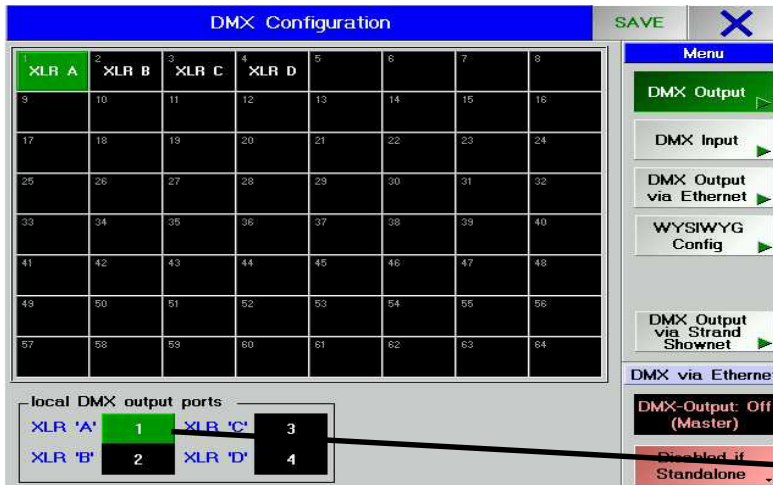 DMX Configuration
SAVE
1 XLR A
2 XLR B
3 XLR C
4 XLR D
5
6
7
8
9
10
11
12
13
14
15
16
17
18
19
20
21
22
23
24
25
26
27
28
29
30
31
32
33
34
35
36
37
38
39
40
41
42
43
44
45
46
47
48
49
50
51
52
53
54
55
56
57
58
59
60
61
62
63
64
local DMX output ports
XLR 'A' 1 XLR 'C' 3
XLR 'B' 2 XLR 'D' 4
Menu
DMX Output
DMX Input
DMX Output
via Ethernet
WYSIWYG
Config
DMX Output
via Strand
Shownet
DMX via Ethernet
DMX-Output: Off
(Master)
Disabled if
Standalone